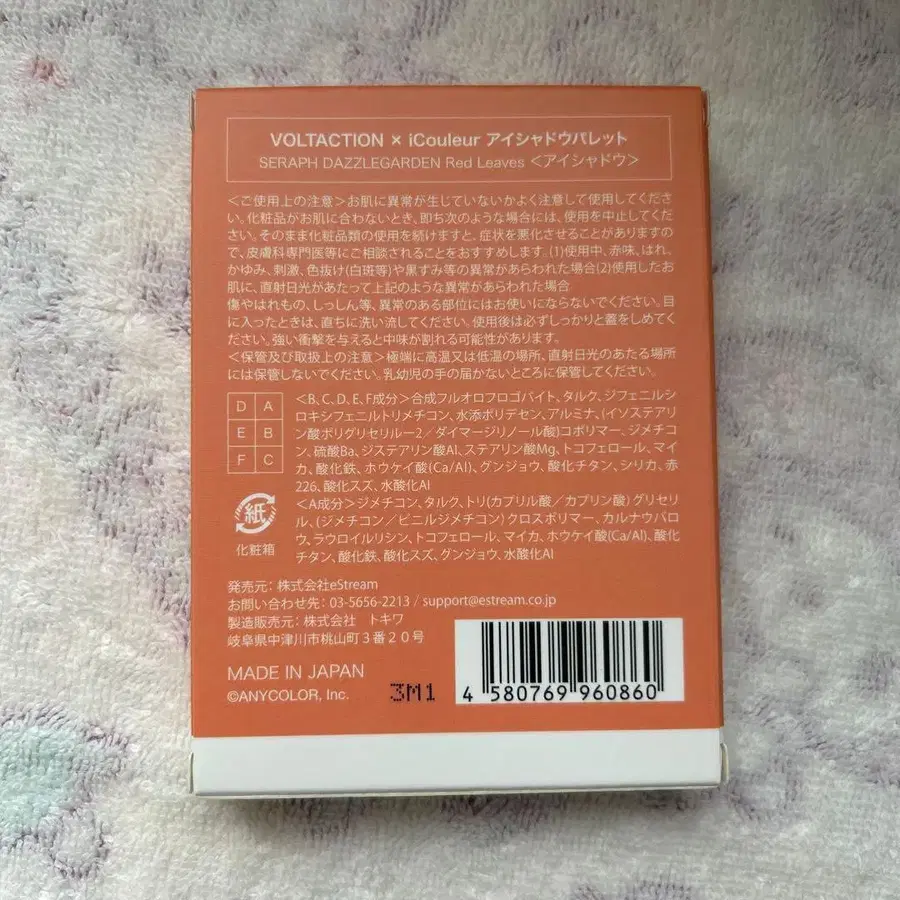 VOLTACTION × iCouleur アイシャドウパレット
SERAPH DAZZLEGARDEN Red Leaves <アイシャドウ>
<ご使用上の注意>お肌に異常が生じていないかよく注意して使用してくださ
い。化粧品がお肌に合わないとき、即ち次のような場合には、使用を中止してくだ
さい。そのまま化粧品類の使用を続けますと、症状を悪化させることがありますの
で、皮膚科専門医等にご相談されることをおすすめします。(1)使用中、赤味、はれ、
かゆみ、刺激、色抜け(白斑等)や黒ずみ等の異常があらわれた場合(2)使用したお
肌に、直射日光があたって上記のような異常があらわれた場合
傷やはれもの、しっしん等、異常のある部位にはお使いにならないでください。目
に入ったときは、直ちに洗い流してください。使用後は必ずしっかりと蓋をしめてく
ださい。強い衝撃を与えると中味が割れる可能性があります。
<保管及び取扱上の注意>極端に高温又は低温の場所、直射日光のあたる場所
には保管しないでください。乳幼児の手の届かないところに保管してください。
D A
E B
F C
<B、C、D、E、F成分>合成フルオロフロゴパイト、タルク、ジフェニルシ
ロキシフェニルトリメチコン、水添ポリデセン、アルミナ、(イソステアリ
ン酸ポリグリセリル-2/ダイマージリノール酸)コポリマー、ジメチコ
ン、硫酸Ba、ジステアリン酸Al、ステアリン酸Mg、トコフェロール、マイ
カ、酸化鉄、ホウケイ酸(Ca/Al)、グンジョウ、酸化チタン、シリカ、赤
226、酸化スズ、水酸化Al
<A成分>ジメチコン、タルク、トリ(カプリル酸/カプリン酸)グリセリ
ル、(ジメチコン/ビニルジメチコン)クロスポリマー、カルナウバロ
ウ、ラウロイルリシン、トコフェロール、マイカ、ホウケイ酸(Ca/Al)、酸化
チタン、酸化鉄、酸化スズ、グンジョウ、水酸化Al
紙
化粧箱
発売元:株式会社eStream
お問い合わせ先:03-5656-2213 / support@estream.co.jp
製造販売元:株式会社 トキワ
岐阜県中津川市桃山町3番20号
MADE IN JAPAN
©ANYCOLOR, Inc.
3M1
4 580769 960860